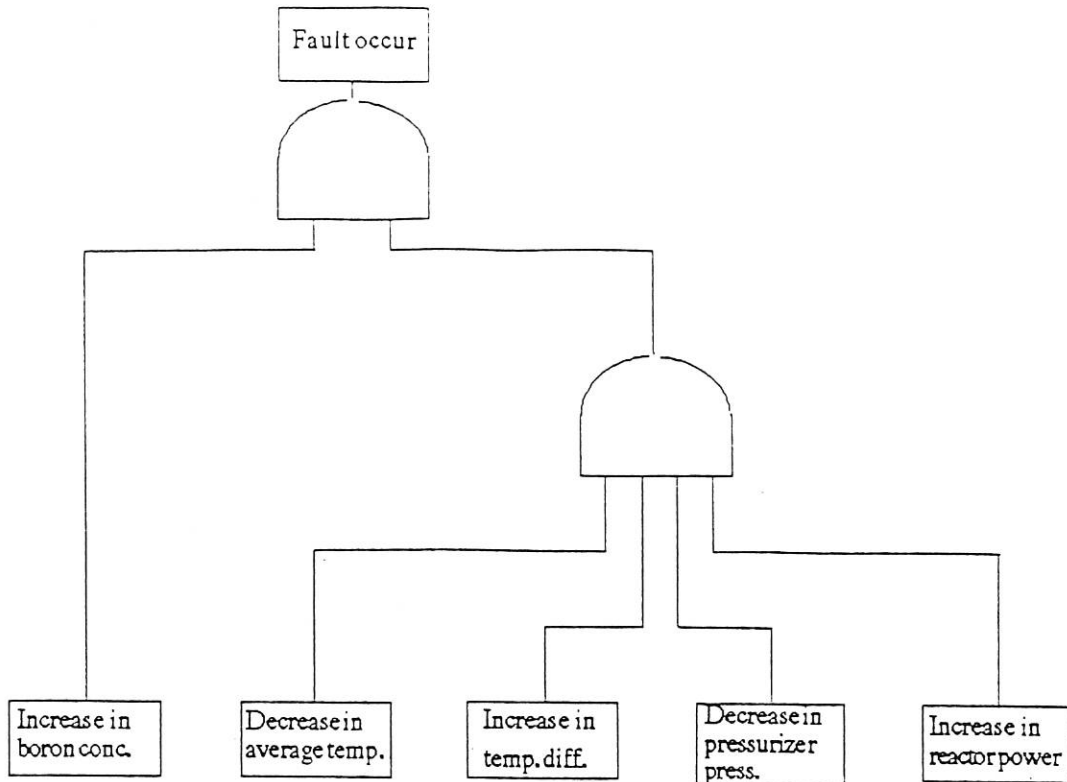 Fault occur
Increase in
boron conc.
Decrease in
average temp.
Increase in
temp. diff.
Decrease in
pressurizer
press.
Increase in
reactor power